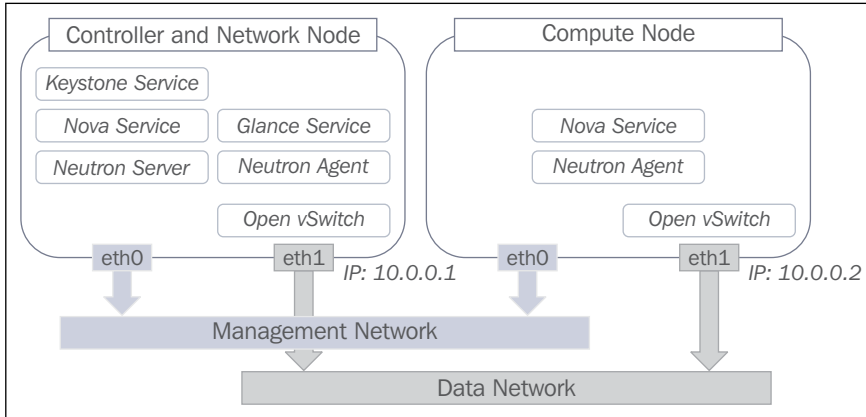 Controller and Network Node
Compute Node
Keystone Service
Nova Service
Glance Service
Nova Service
Neutron Server
Neutron Agent
Neutron Agent
Open vSwitch
Open vSwitch
eth0
eth1
IP: 10.0.0.1
eth0
eth1
IP: 10.0.0.2
Management Network
Data Network